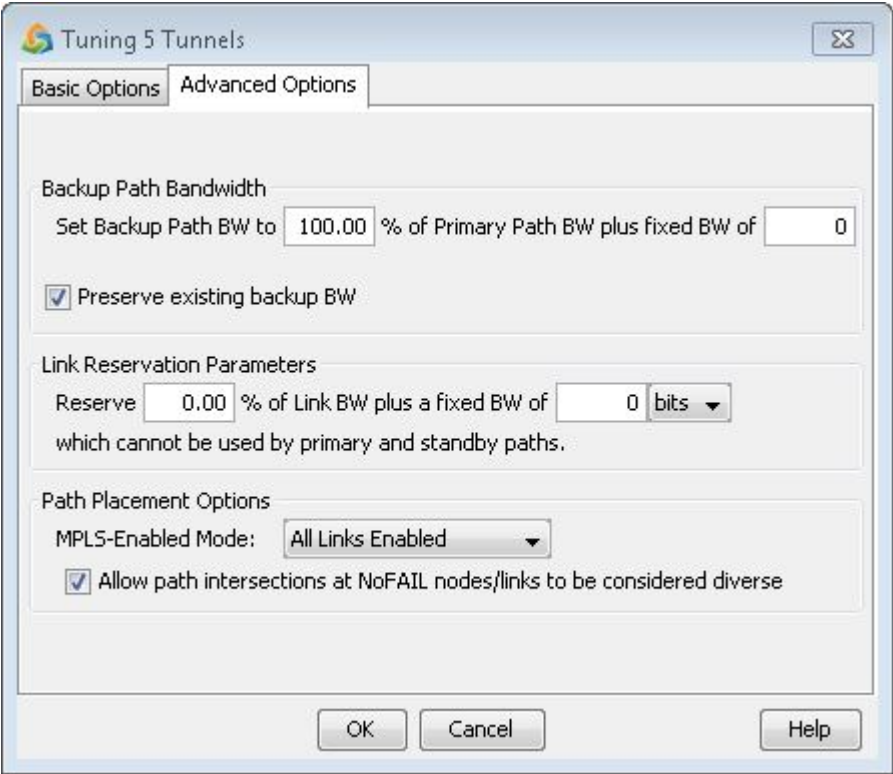 Tuning 5 Tunnels
Basic Options Advanced Options
Backup Path Bandwidth
Set Backup Path BW to 100.00 % of Primary Path BW plus fixed BW of 0
Preserve existing backup BW
Link Reservation Parameters
Reserve 0.00 % of Link BW plus a fixed BW of 0 bits
which cannot be used by primary and standby paths.
Path Placement Options
MPLS-Enabled Mode: All Links Enabled
Allow path intersections at NoFAIL nodes/links to be considered diverse
OK Cancel Help